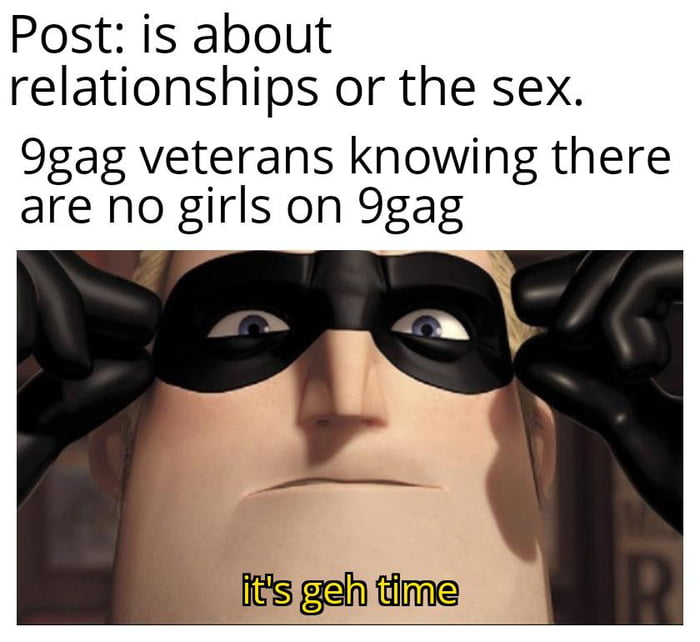 Post: is about
relationships or the sex.
9gag veterans knowing there
are no girls on 9gag
it's geh time
R